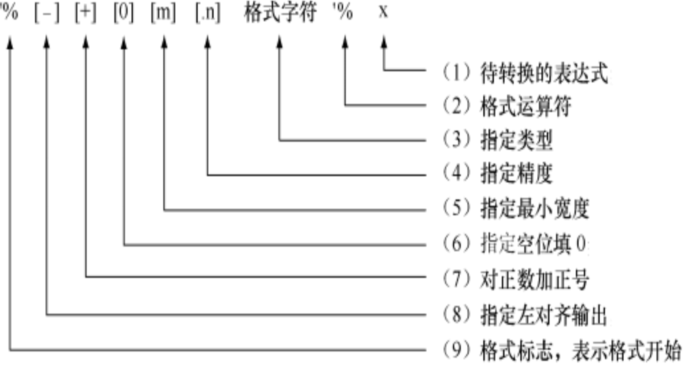 '% [−] [+] [0] [m] [.n] 格式字符 '% x
（1）待转换的表达式
（2）格式运算符
（3）指定类型
（4）指定精度
（5）指定最小宽度
（6）指定空位填 0
（7）对正数加正号
（8）指定左对齐输出
（9）格式标志，表示格式开始